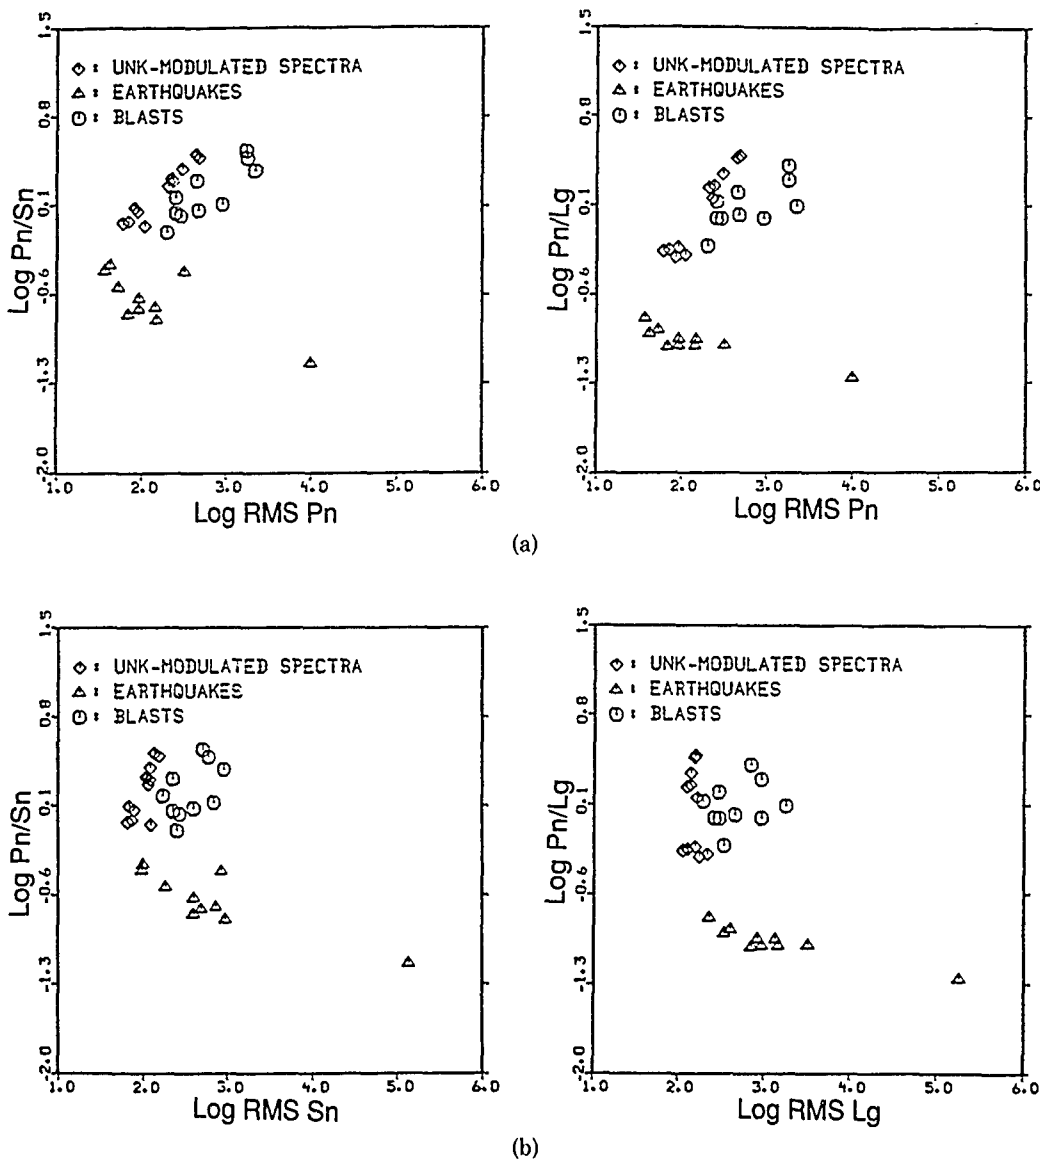 1.5
0.8
0.1
-0.6
-1.3
-2.0
Log Pn/Sn
◇ : UNK-MODULATED SPECTRA
△ : EARTHQUAKES
○ : BLASTS
1.0 2.0 3.0 4.0 5.0 6.0
Log RMS Pn
1.5
0.8
0.1
-0.6
-1.3
-2.0
Log Pn/Lg
◇ : UNK-MODULATED SPECTRA
△ : EARTHQUAKES
○ : BLASTS
1.0 2.0 3.0 4.0 5.0 6.0
Log RMS Pn
(a)
1.5
0.8
0.1
-0.6
-1.3
-2.0
Log Pn/Sn
◇ : UNK-MODULATED SPECTRA
△ : EARTHQUAKES
○ : BLASTS
1.0 2.0 3.0 4.0 5.0 6.0
Log RMS Sn
1.5
0.8
0.1
-0.6
-1.3
-2.0
Log Pn/Lg
◇ : UNK-MODULATED SPECTRA
△ : EARTHQUAKES
○ : BLASTS
1.0 2.0 3.0 4.0 5.0 6.0
Log RMS Lg
(b)